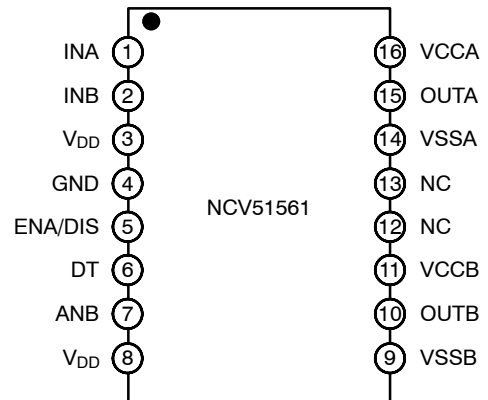 INA 1 16 VCCA
INB 2 15 OUTA
VDD 3 14 VSSA
GND 4 13 NC
NCV51561
ENA/DIS 5 12 NC
DT 6 11 VCCB
ANB 7 10 OUTB
VDD 8 9 VSSB